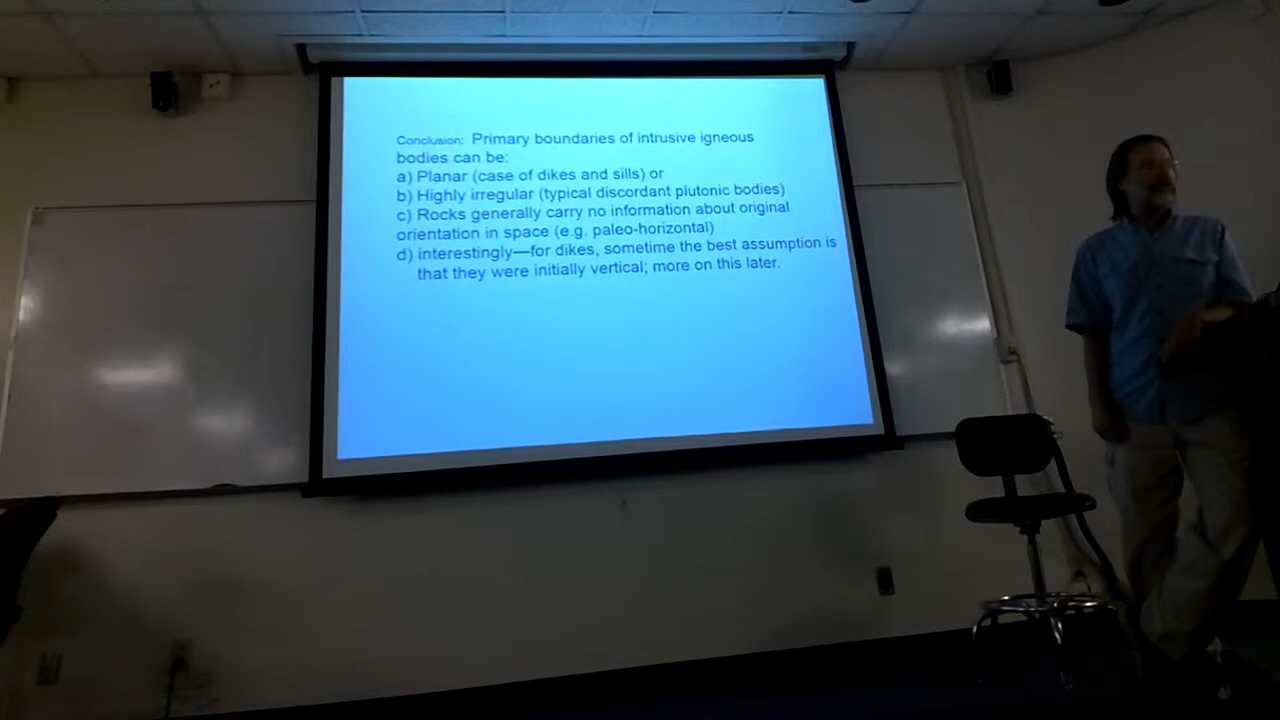 Conclusion: Primary boundaries of intrusive igneous
bodies can be:
a) Planar (case of dikes and sills) or
b) Highly irregular (typical discordant plutonic bodies)
c) Rocks generally carry no information about original
orientation in space (e.g. paleo-horizontal)
d) interestingly—for dikes, sometime the best assumption is
that they were initially vertical; more on this later.